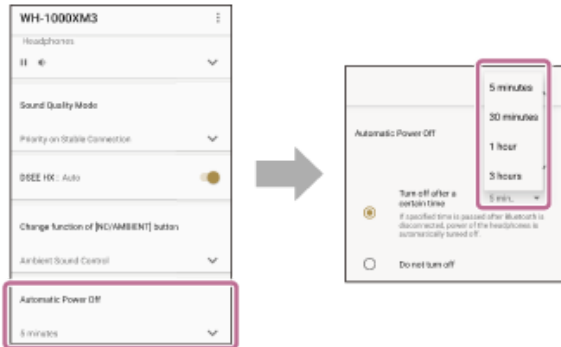 WH-1000XM3
Headphones
Sound Quality Mode
Priority on Stable Connection
DSEE HX : Auto
Change function of [NC/AMBIENT] button
Ambient Sound Control
Automatic Power Off
5 minutes
5 minutes
30 minutes
1 hour
3 hours
Automatic Power Off
Turn off after a
certain time
5 min.
If specified time is passed after Bluetooth is
disconnected, power of the headphones is
automatically turned off.
Do not turn off